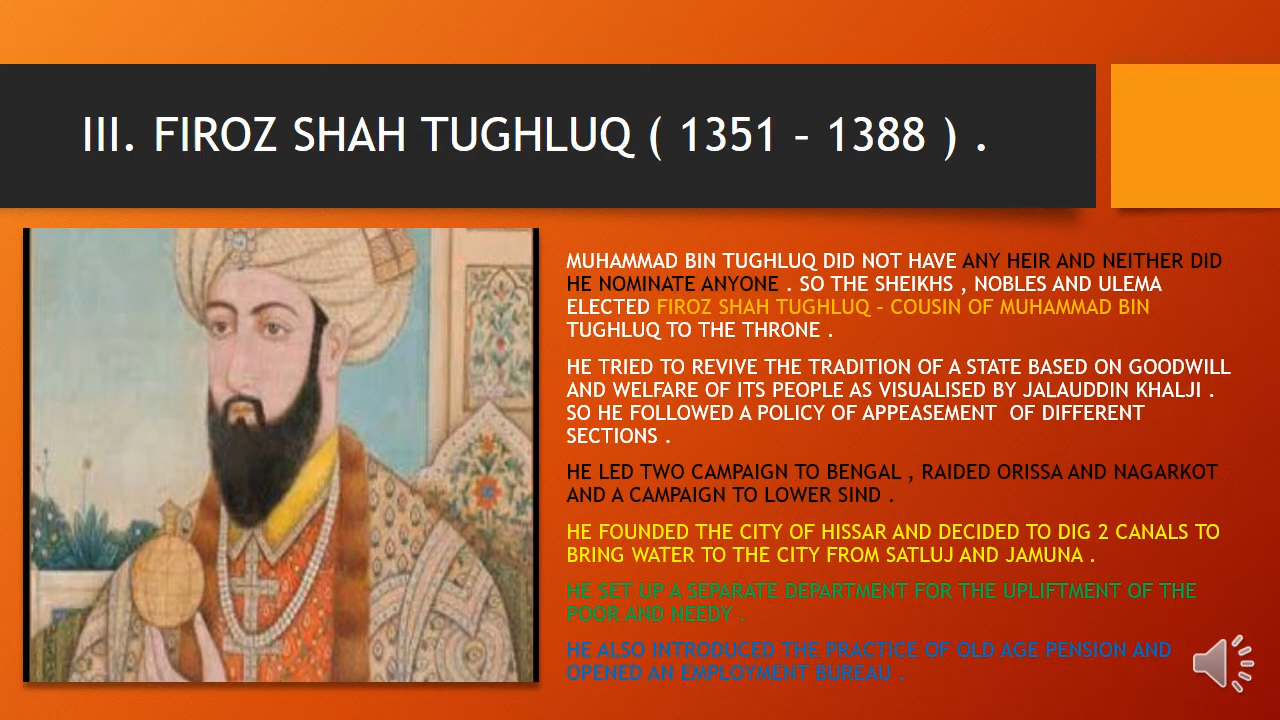 III. FIROZ SHAH TUGHLUQ ( 1351 – 1388 ) .
MUHAMMAD BIN TUGHLUQ DID NOT HAVE ANY HEIR AND NEITHER DID
HE NOMINATE ANYONE . SO THE SHEIKHS , NOBLES AND ULEMA
ELECTED FIROZ SHAH TUGHLUQ – COUSIN OF MUHAMMAD BIN
TUGHLUQ TO THE THRONE .
HE TRIED TO REVIVE THE TRADITION OF A STATE BASED ON GOODWILL
AND WELFARE OF ITS PEOPLE AS VISUALISED BY JALAUDDIN KHALJI .
SO HE FOLLOWED A POLICY OF APPEASEMENT  OF DIFFERENT
SECTIONS .
HE LED TWO CAMPAIGN TO BENGAL , RAIDED ORISSA AND NAGARKOT
AND A CAMPAIGN TO LOWER SIND .
HE FOUNDED THE CITY OF HISSAR AND DECIDED TO DIG 2 CANALS TO
BRING WATER TO THE CITY FROM SATLUJ AND JAMUNA .
HE SET UP A SEPARATE DEPARTMENT FOR THE UPLIFTMENT OF THE
POOR AND NEEDY .
HE ALSO INTRODUCED THE PRACTICE OF OLD AGE PENSION AND
OPENED AN EMPLOYMENT BUREAU .